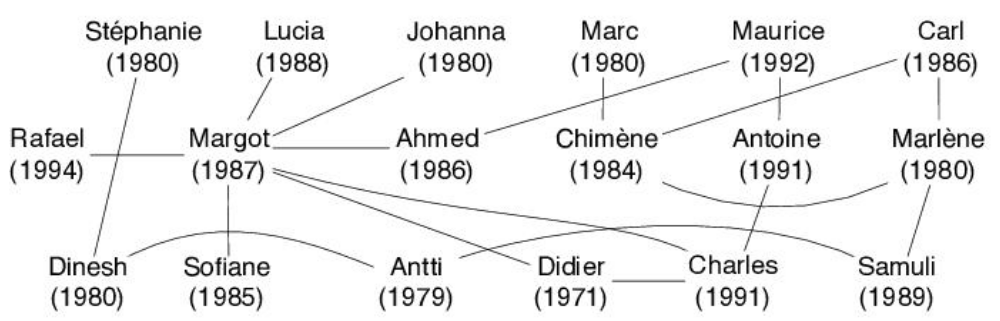 Stéphanie Lucia Johanna Marc Maurice Carl
(1980) (1988) (1980) (1980) (1992) (1986)
Rafael Margot Ahmed Chimène Antoine Marlène
(1994) (1987) (1986) (1984) (1991) (1980)
Dinesh Sofiane Antti Didier Charles Samuli
(1980) (1985) (1979) (1971) (1991) (1989)